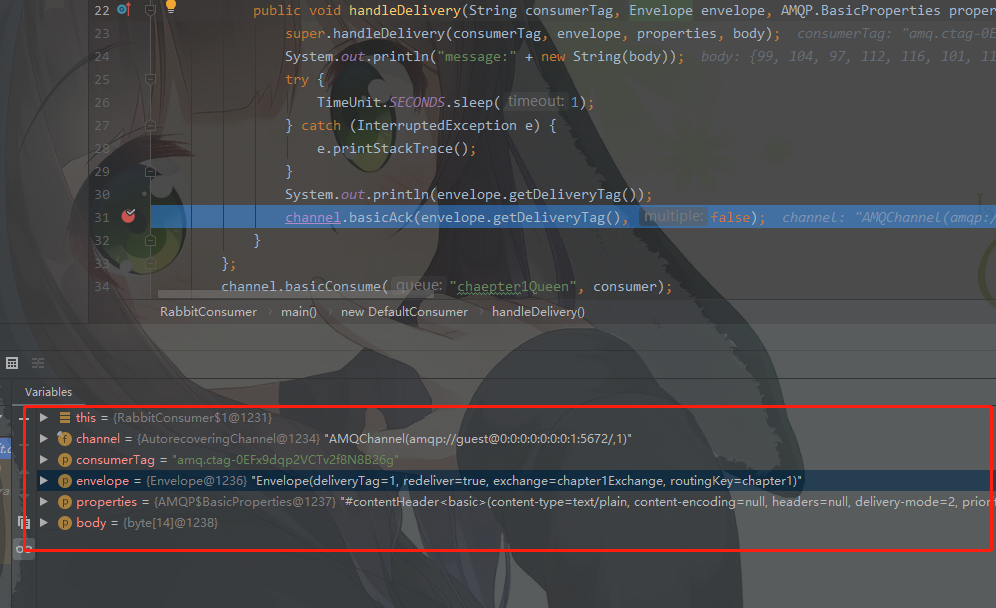 22 public void handleDelivery(String consumerTag, Envelope envelope, AMQP.BasicProperties proper
23 super.handleDelivery(consumerTag, envelope, properties, body); consumerTag: "amq.ctag-0E
24 System.out.println("message:" + new String(body)); body: {99, 104, 97, 112, 116, 101, 11
25 try {
26 TimeUnit.SECONDS.sleep( timeout: 1);
27 } catch (InterruptedException e) {
28 e.printStackTrace();
29 }
30 System.out.println(envelope.getDeliveryTag());
31 channel.basicAck(envelope.getDeliveryTag(), multiple: false); channel: "AMQChannel(amqp:/
32 }
33 };
34 channel.basicConsume( queue: "chaepter1Queen", consumer);
RabbitConsumer › main() › new DefaultConsumer › handleDelivery()
Variables
this = {RabbitConsumer$1@1231}
channel = {AutorecoveringChannel@1234} "AMQChannel(amqp://guest@0:0:0:0:0:0:0:1:5672/,1)"
consumerTag = "amq.ctag-0EFx9dqp2VCTv2f8N8B26g"
envelope = {Envelope@1236} "Envelope(deliveryTag=1, redeliver=true, exchange=chapter1Exchange, routingKey=chapter1)"
properties = {AMQP$BasicProperties@1237} "#contentHeader<basic>(content-type=text/plain, content-encoding=null, headers=null, delivery-mode=2, prior
body = {byte[14]@1238}